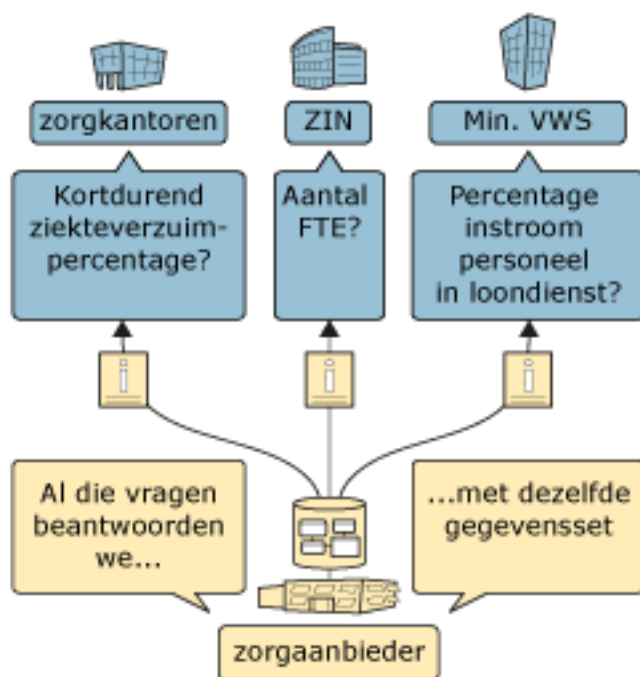 zorgkantoren
ZIN
Min. VWS
Kortdurend
ziekteverzuim-
percentage?
Aantal
FTE?
Percentage
instroom
personeel
in loondienst?
i
i
i
Al die vragen
beantwoorden
we...
...met dezelfde
gegevensset
zorgaanbieder